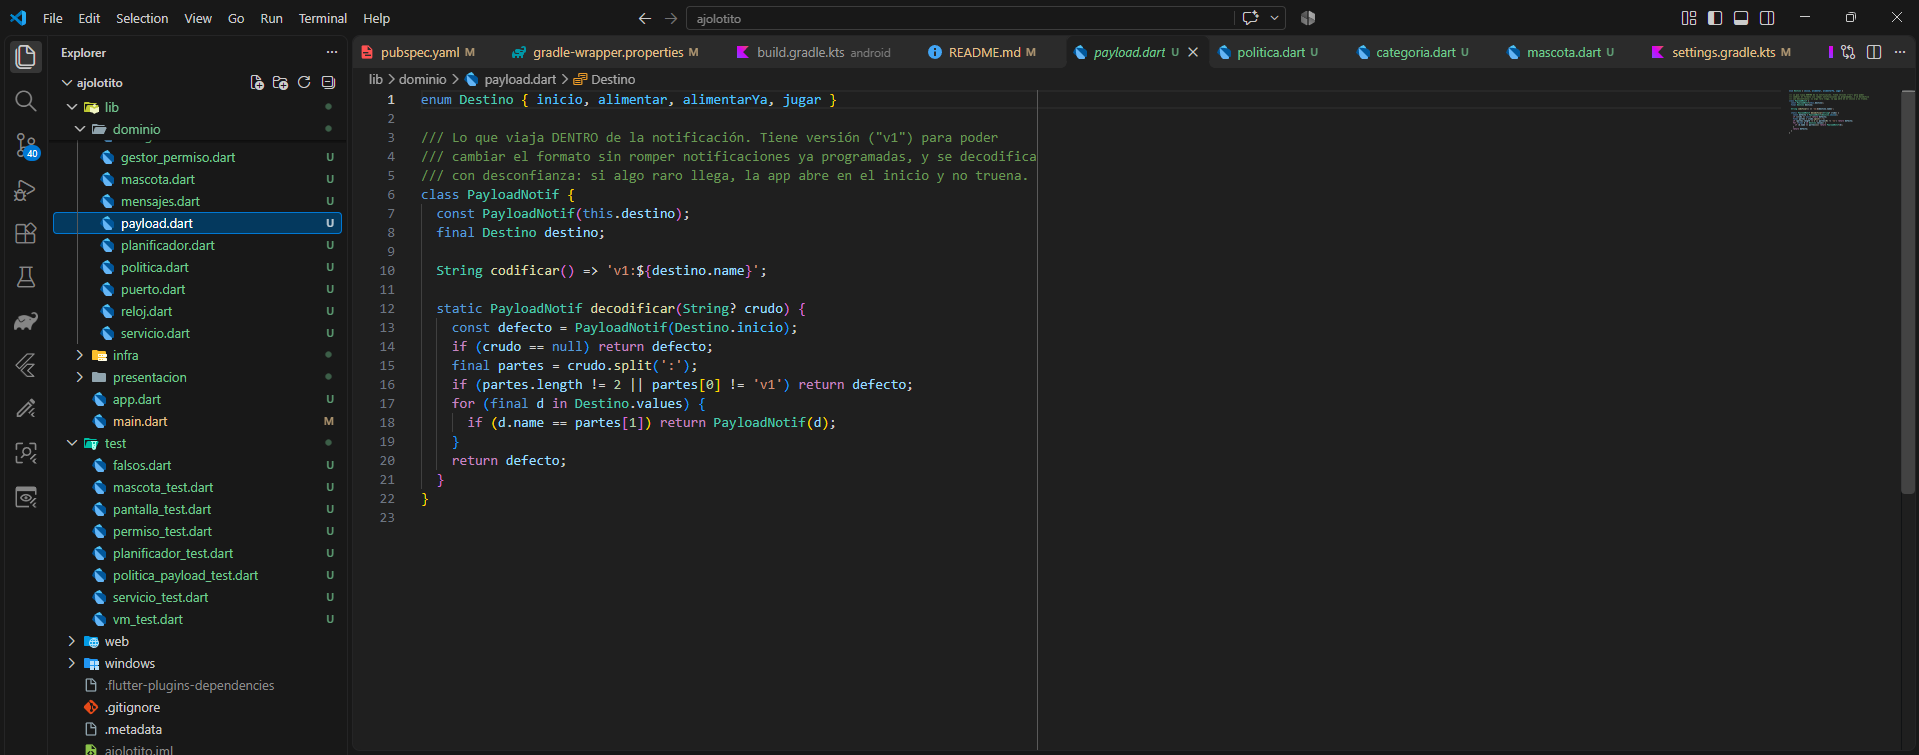 File Edit Selection View Go Run Terminal Help
ajolotito
Explorer
pubspec.yaml M
gradle-wrapper.properties M
build.gradle.kts android
README.md M
payload.dart U
politica.dart U
categoria.dart U
mascota.dart U
settings.gradle.kts M
lib > dominio > payload.dart > Destino
ajolotito
lib
dominio
gestor_permiso.dart U
mascota.dart U
mensajes.dart U
payload.dart U
planificador.dart U
politica.dart U
puerto.dart U
reloj.dart U
servicio.dart U
infra
presentacion
app.dart U
main.dart M
test
falsos.dart U
mascota_test.dart U
pantalla_test.dart U
permiso_test.dart U
planificador_test.dart U
politica_payload_test.dart U
servicio_test.dart U
vm_test.dart U
web
windows
.flutter-plugins-dependencies
.gitignore
.metadata
ajolotito.iml
40
1 enum Destino { inicio, alimentar, alimentarYa, jugar }
2
3 /// Lo que viaja DENTRO de la notificación. Tiene versión ("v1") para poder
4 /// cambiar el formato sin romper notificaciones ya programadas, y se decodifica
5 /// con desconfianza: si algo raro llega, la app abre en el inicio y no truena.
6 class PayloadNotif {
7 const PayloadNotif(this.destino);
8 final Destino destino;
9
10 String codificar() => 'v1:${destino.name}';
11
12 static PayloadNotif decodificar(String? crudo) {
13 const defecto = PayloadNotif(Destino.inicio);
14 if (crudo == null) return defecto;
15 final partes = crudo.split(':');
16 if (partes.length != 2 || partes[0] != 'v1') return defecto;
17 for (final d in Destino.values) {
18 if (d.name == partes[1]) return PayloadNotif(d);
19 }
20 return defecto;
21 }
22 }
23